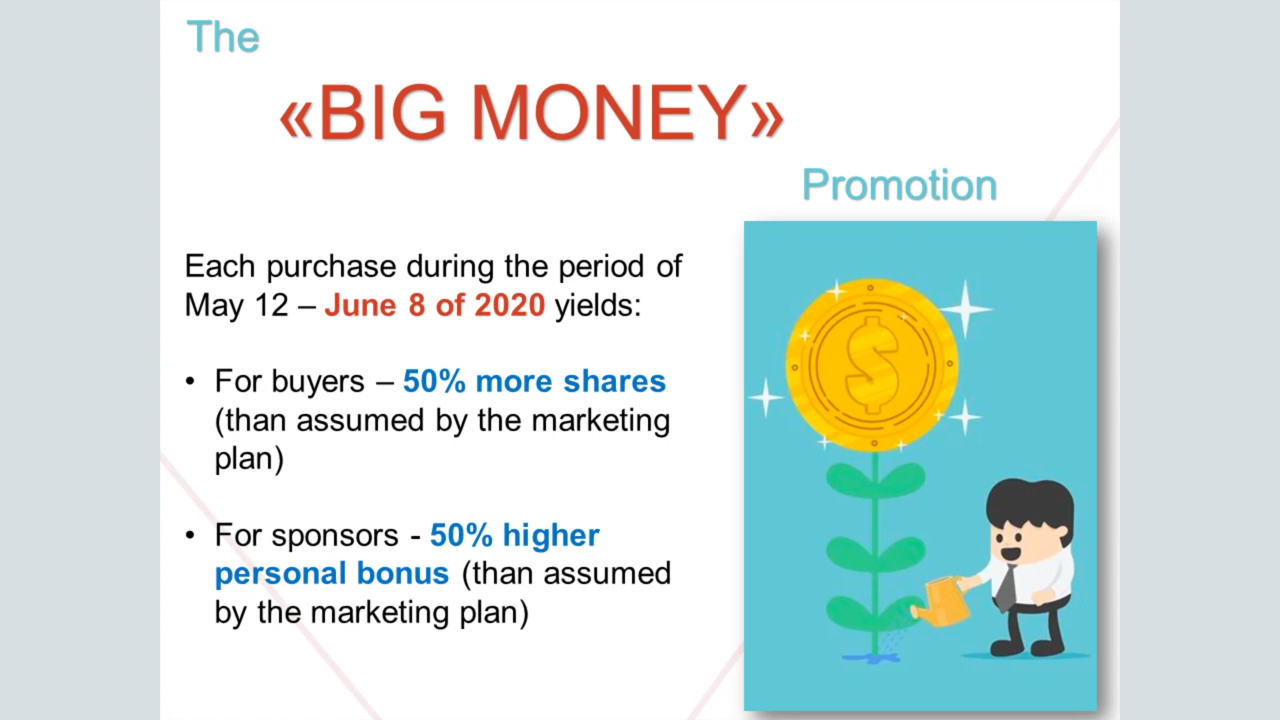 The
«BIG MONEY»
Promotion
Each purchase during the period of
May 12 – June 8 of 2020 yields:
• For buyers – 50% more shares
(than assumed by the marketing
plan)
• For sponsors - 50% higher
personal bonus (than assumed
by the marketing plan)
$